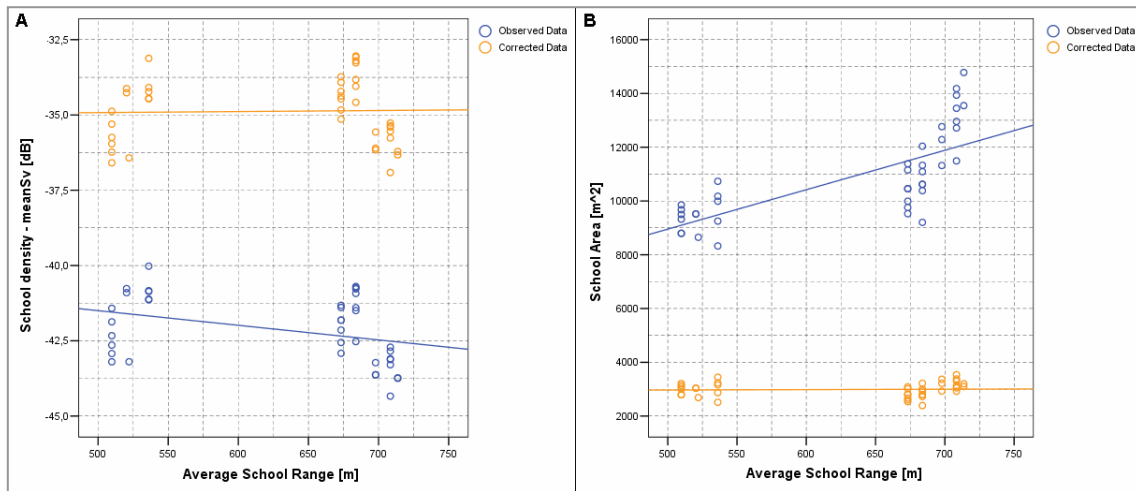 A
Observed Data
Corrected Data
School density - meanSv [dB]
-32,5
-35,0
-37,5
-40,0
-42,5
-45,0
500 550 600 650 700 750
Average School Range [m]
B
Observed Data
Corrected Data
School Area [m^2]
16000
14000
12000
10000
8000
6000
4000
2000
500 550 600 650 700 750
Average School Range [m]